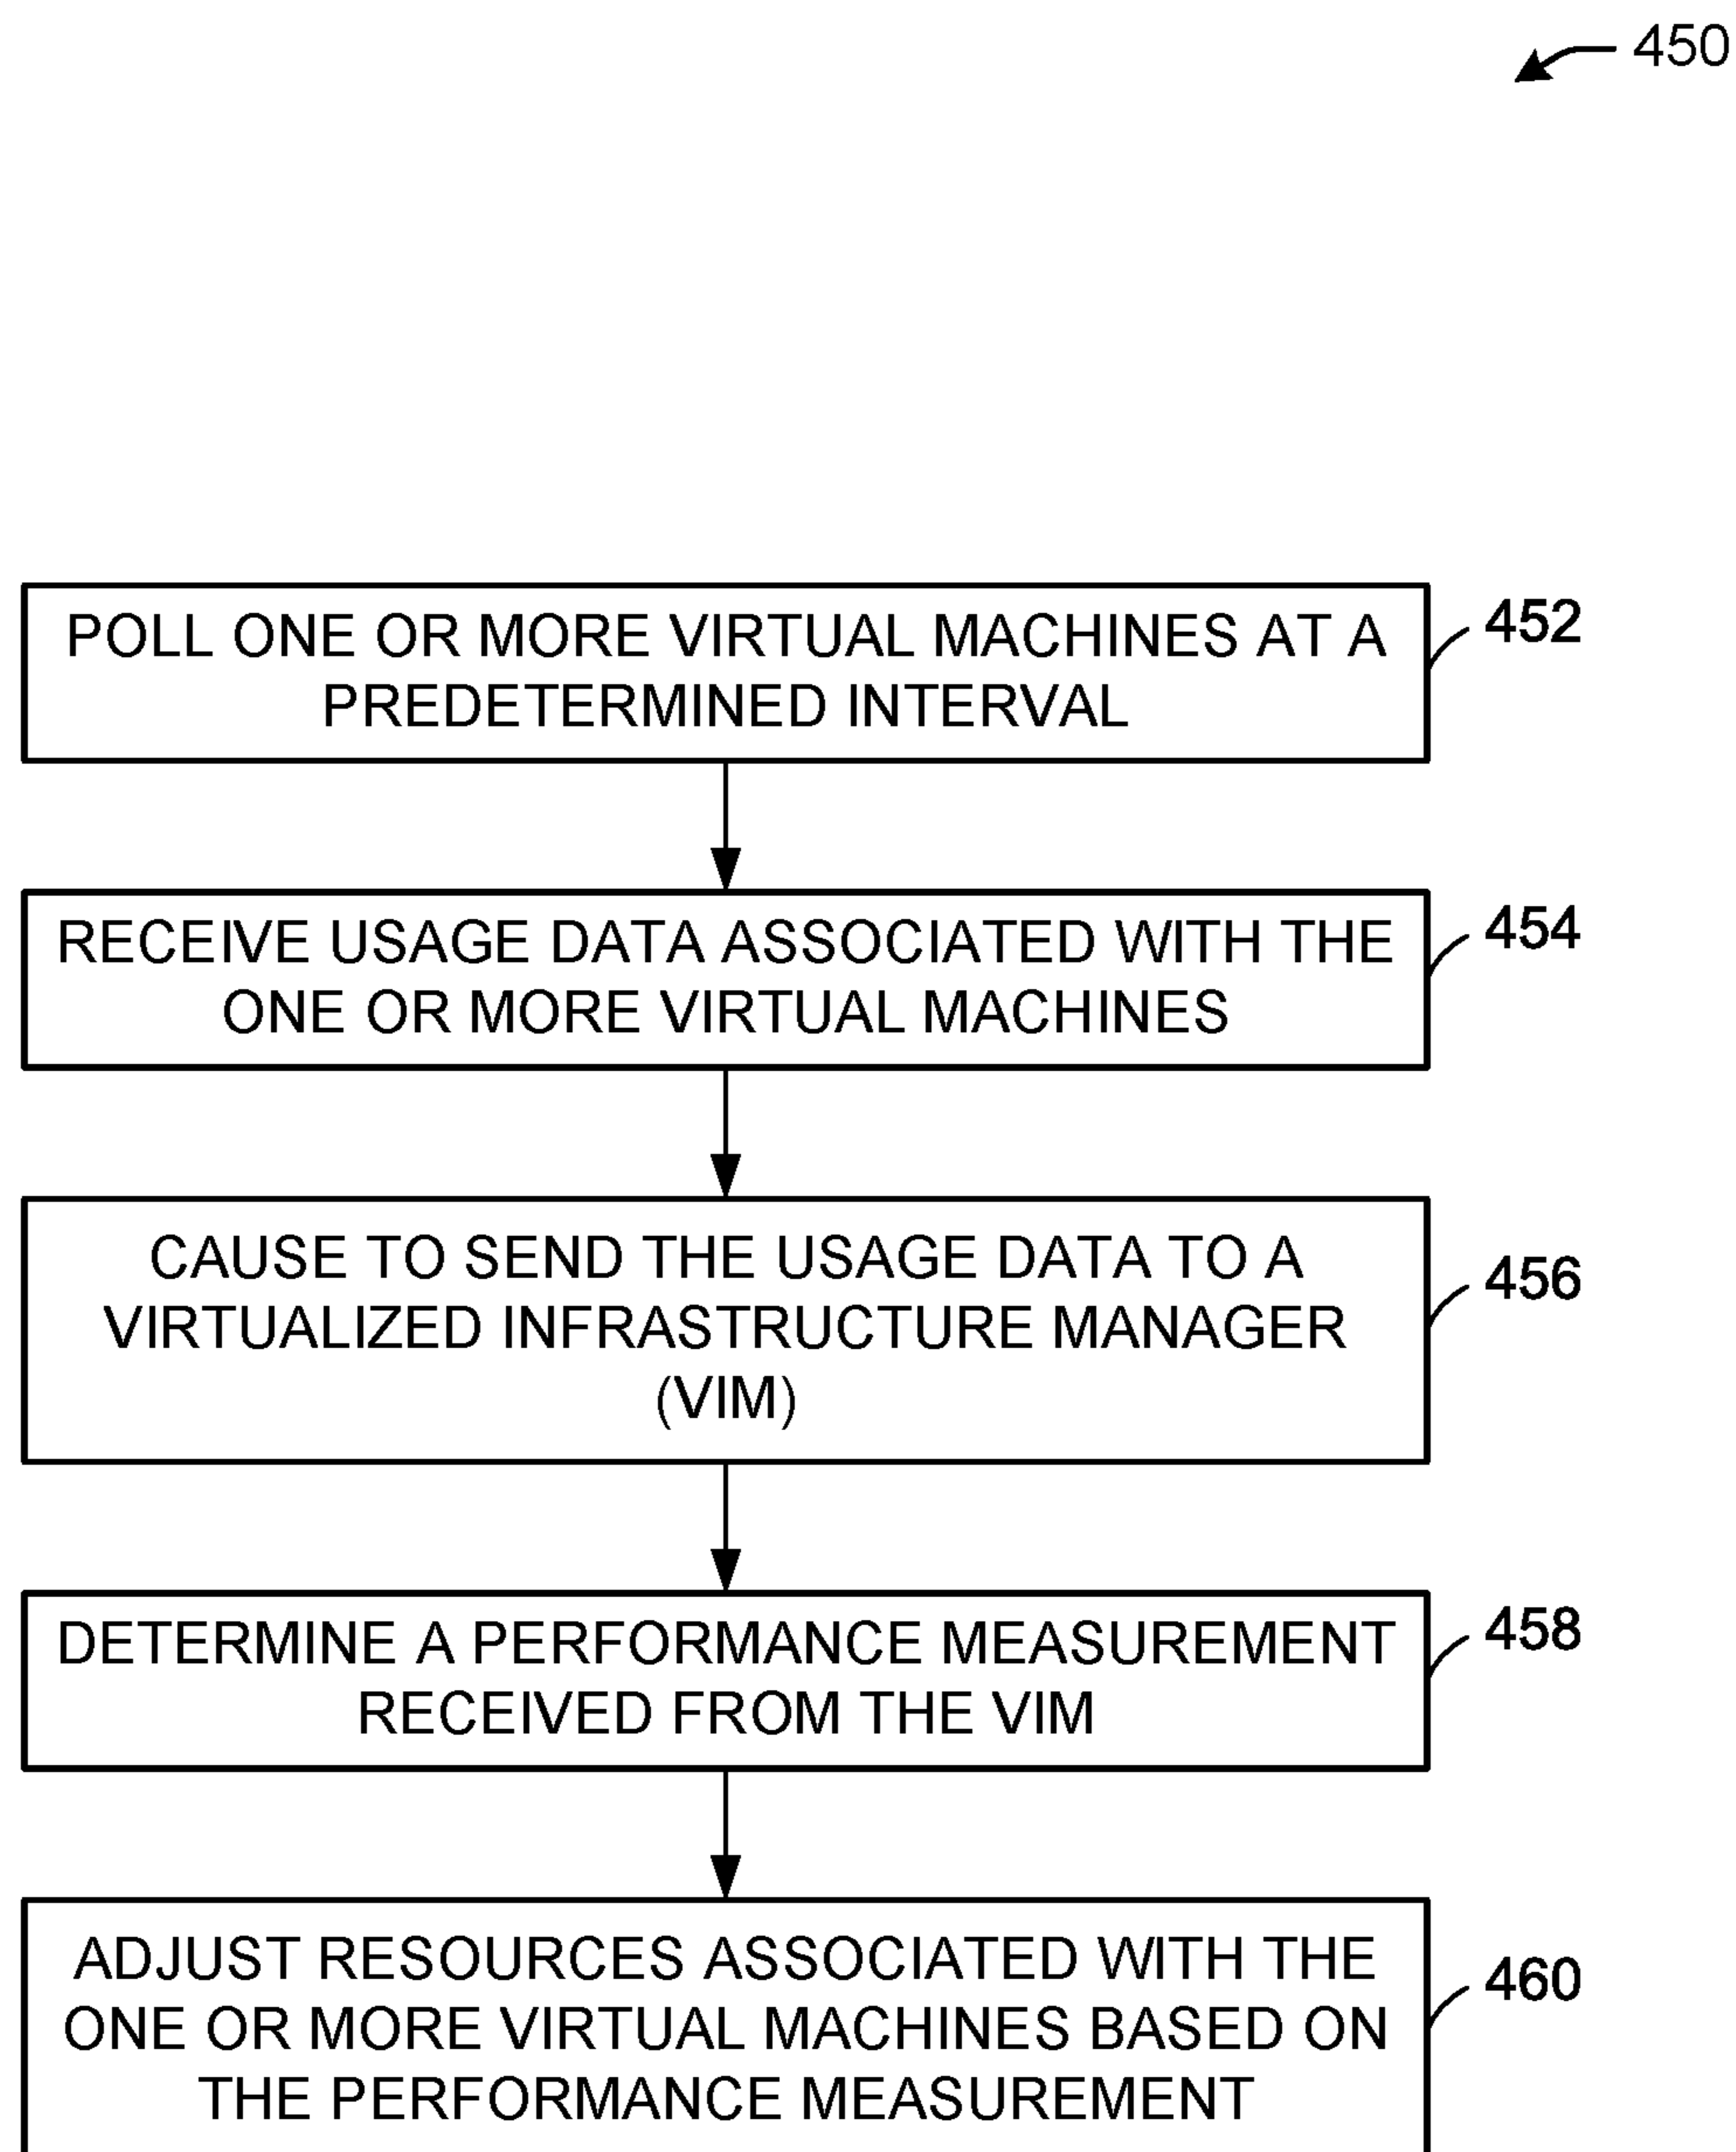 450
POLL ONE OR MORE VIRTUAL MACHINES AT A
PREDETERMINED INTERVAL
452
RECEIVE USAGE DATA ASSOCIATED WITH THE
ONE OR MORE VIRTUAL MACHINES
454
CAUSE TO SEND THE USAGE DATA TO A
VIRTUALIZED INFRASTRUCTURE MANAGER
(VIM)
456
DETERMINE A PERFORMANCE MEASUREMENT
RECEIVED FROM THE VIM
458
ADJUST RESOURCES ASSOCIATED WITH THE
ONE OR MORE VIRTUAL MACHINES BASED ON
THE PERFORMANCE MEASUREMENT
460